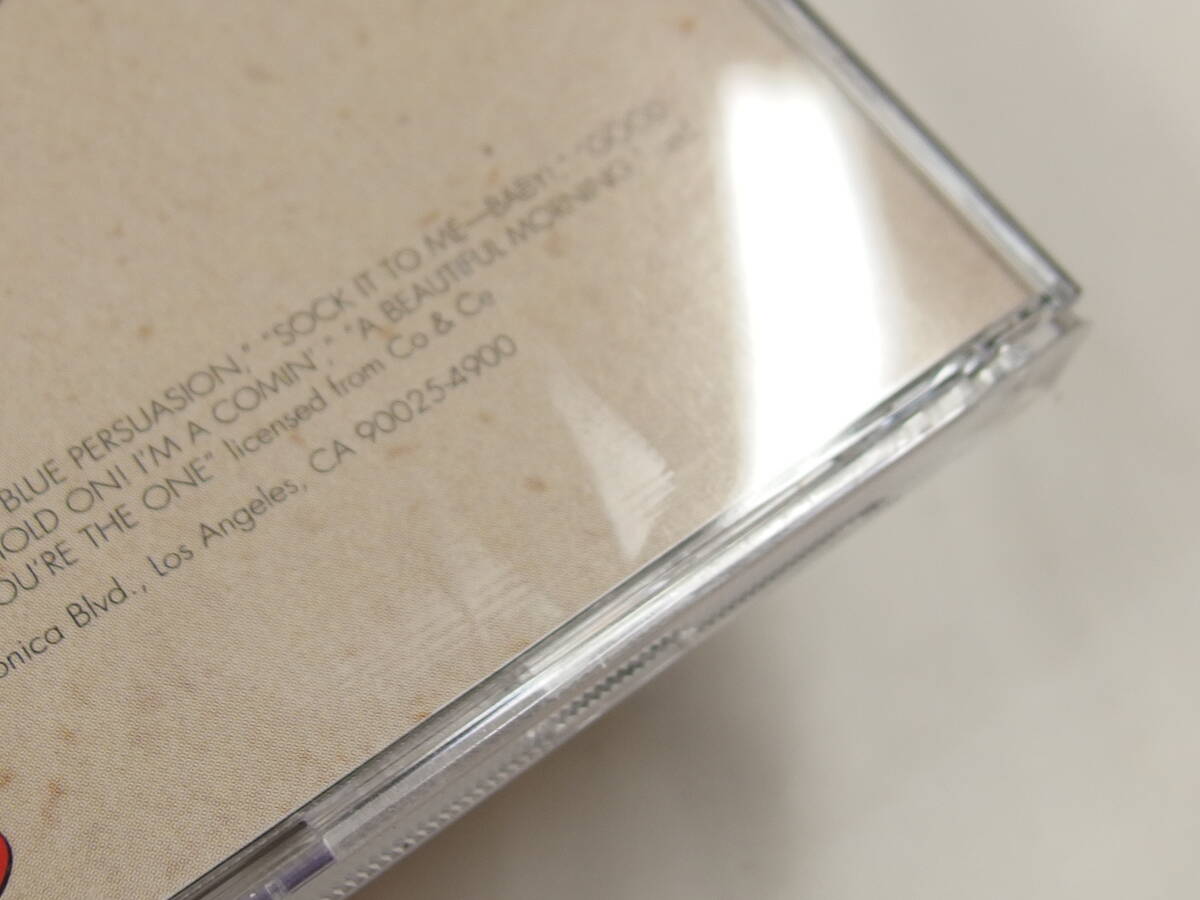 BLUE PERSUASION," "SOCK IT TO ME—BABY!," "GOOD
HOLD ON! I'M A COMIN'," "A BEAUTIFUL MORNING,"
YOU'RE THE ONE" licensed from Co & Ce
onica Blvd., Los Angeles, CA 90025-4900